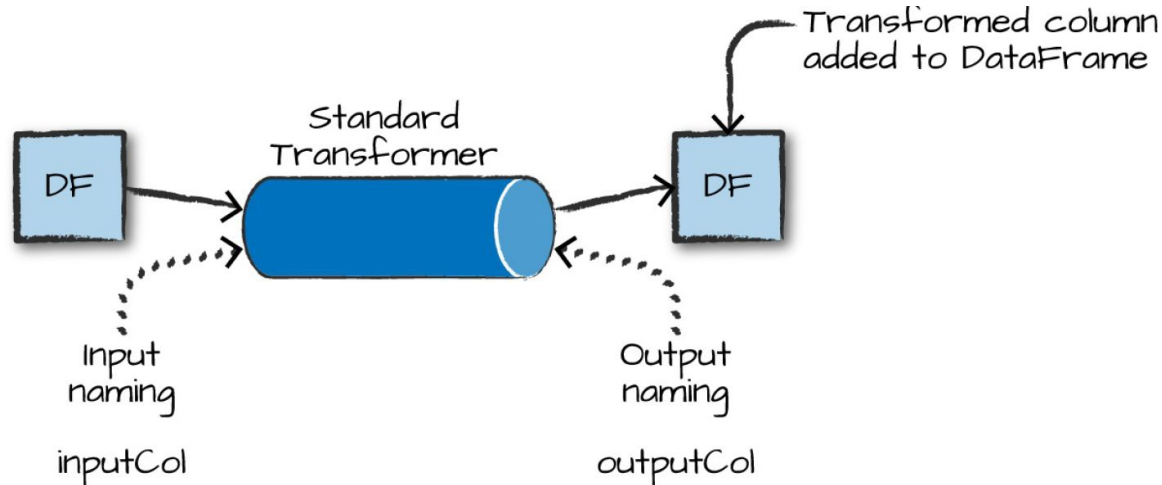 Transformed column
added to DataFrame
Standard
Transformer
DF
DF
Input
naming
Output
naming
inputCol
outputCol